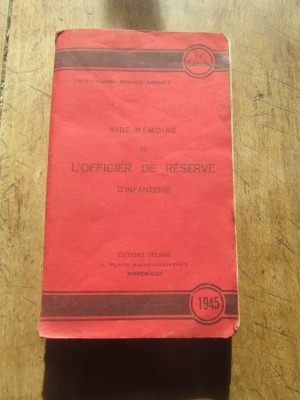 AIDE-MÉMOIRE
DE
L'OFFICIER DE RÉSERVE
D'INFANTERIE
ÉDITIONS DELMAS
PLACE SAINT-CHRISTOLY
BORDEAUX
1945